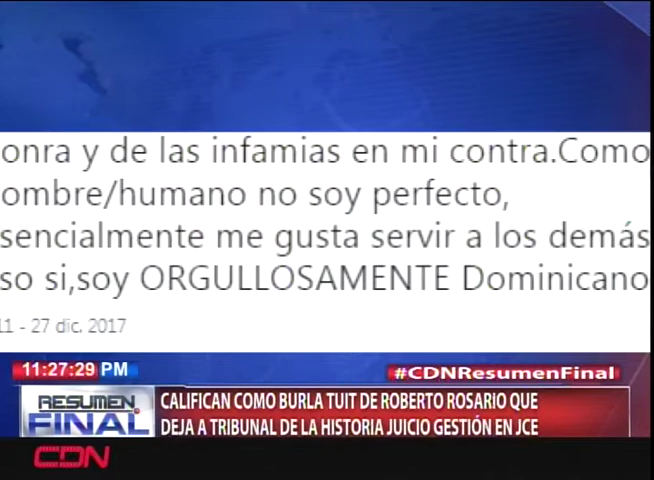 onra y de las infamias en mi contra.Como
ombre/humano no soy perfecto,
sencialmente me gusta servir a los demás
so si,soy ORGULLOSAMENTE Dominicano
11 - 27 dic. 2017
11:27:29 PM
#CDNResumenFinal
RESUMEN FINAL
CALIFICAN COMO BURLA TUIT DE ROBERTO ROSARIO QUE
DEJA A TRIBUNAL DE LA HISTORIA JUICIO GESTIÓN EN JCE
CDN